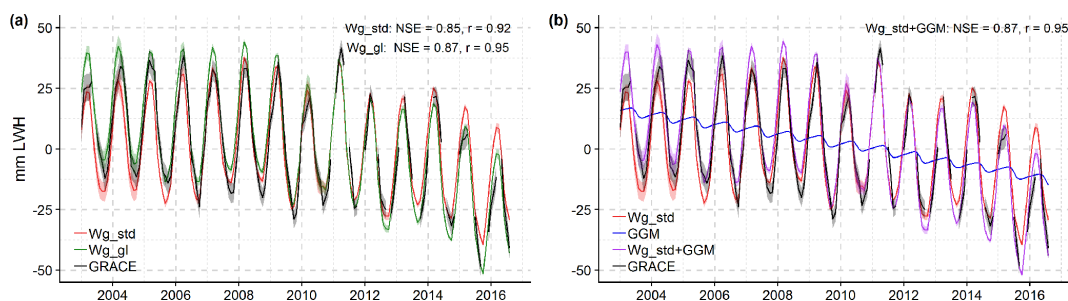 (a)
Wg_std: NSE = 0.85, r = 0.92
Wg_gl: NSE = 0.87, r = 0.95
mm LWH
50
25
0
-25
-50
Wg_std
Wg_gl
GRACE
2004 2006 2008 2010 2012 2014 2016
(b)
Wg_std+GGM: NSE = 0.87, r = 0.95
50
25
0
-25
-50
Wg_std
GGM
Wg_std+GGM
GRACE
2004 2006 2008 2010 2012 2014 2016